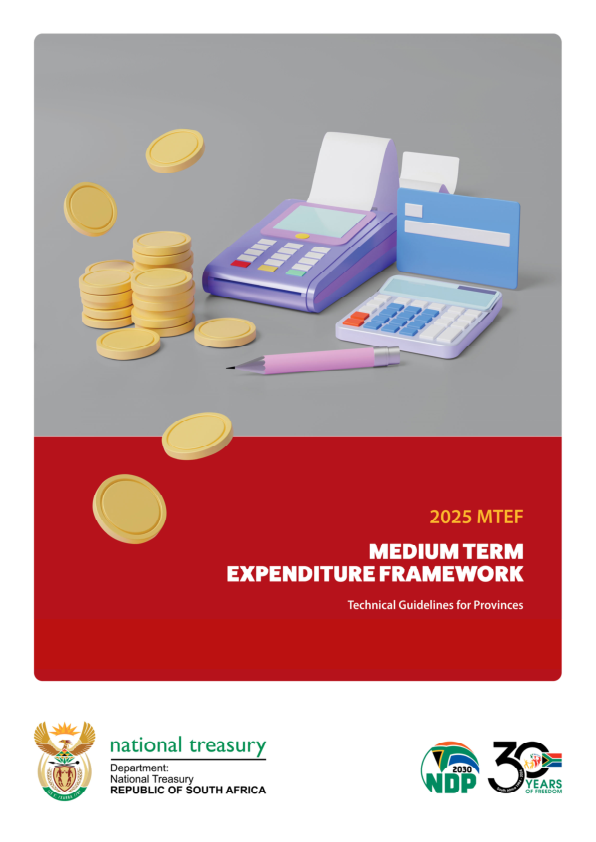 2025 MTEF
MEDIUM TERM
EXPENDITURE FRAMEWORK
Technical Guidelines for Provinces
national treasury
Department:
National Treasury
REPUBLIC OF SOUTH AFRICA
2030
NDP
30
YEARS
OF FREEDOM